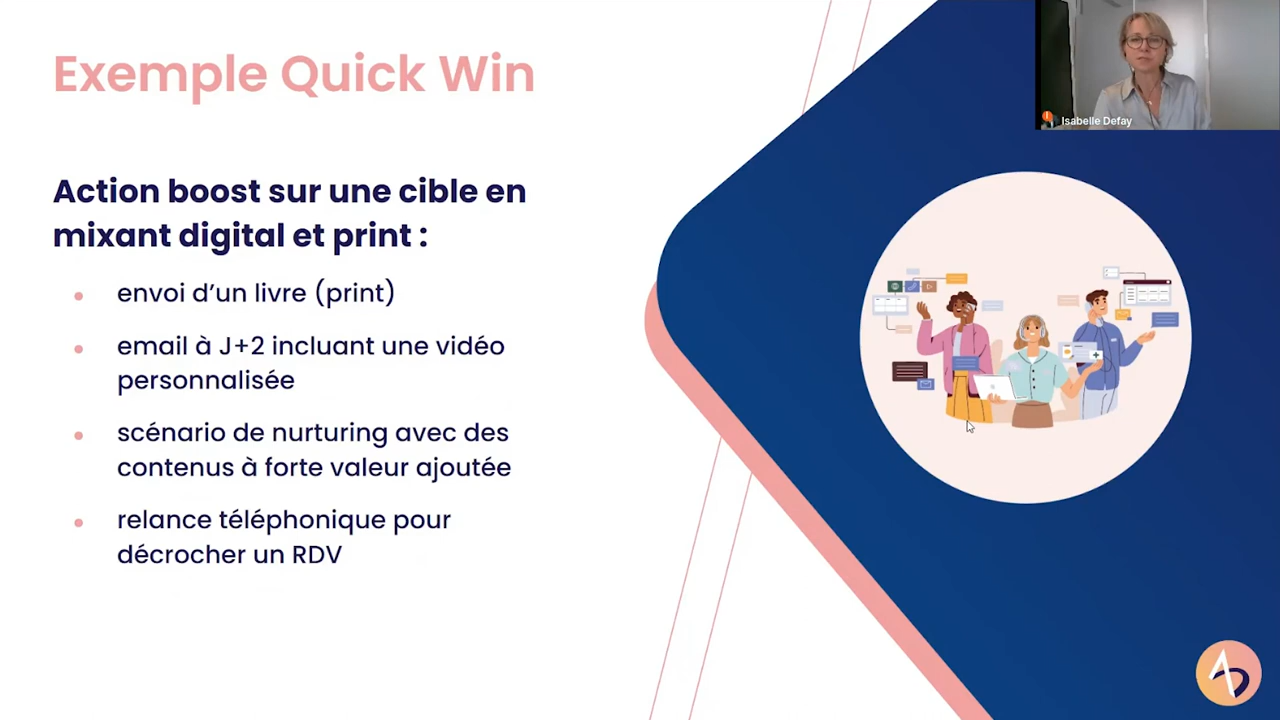 Exemple Quick Win
Isabelle Defay
Action boost sur une cible en
mixant digital et print :
envoi d’un livre (print)
email à J+2 incluant une vidéo
personnalisée
scénario de nurturing avec des
contenus à forte valeur ajoutée
relance téléphonique pour
décrocher un RDV